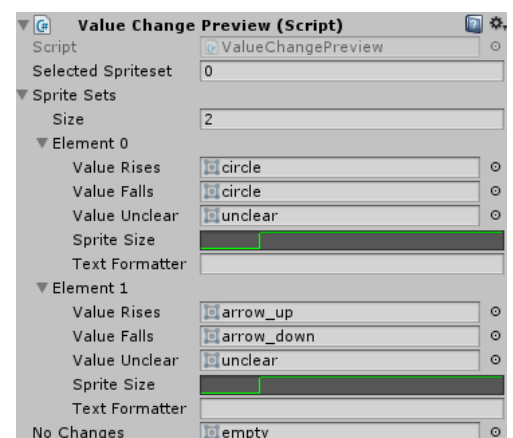 Value Change Preview (Script)
Script ValueChangePreview
Selected Spriteset 0
Sprite Sets
Size 2
Element 0
Value Rises circle
Value Falls circle
Value Unclear unclear
Sprite Size
Text Formatter
Element 1
Value Rises arrow_up
Value Falls arrow_down
Value Unclear unclear
Sprite Size
Text Formatter
No Changes empty